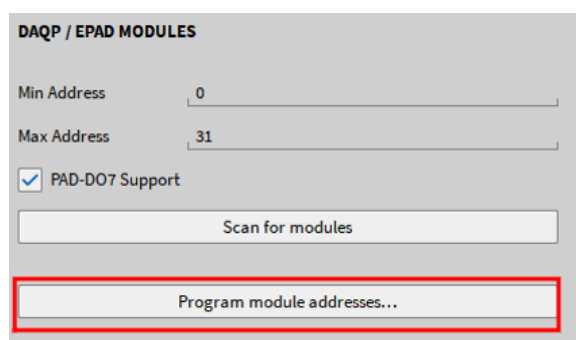 DAQP / EPAD MODULES
Min Address 0
Max Address 31
PAD-DO7 Support
Scan for modules
Program module addresses...